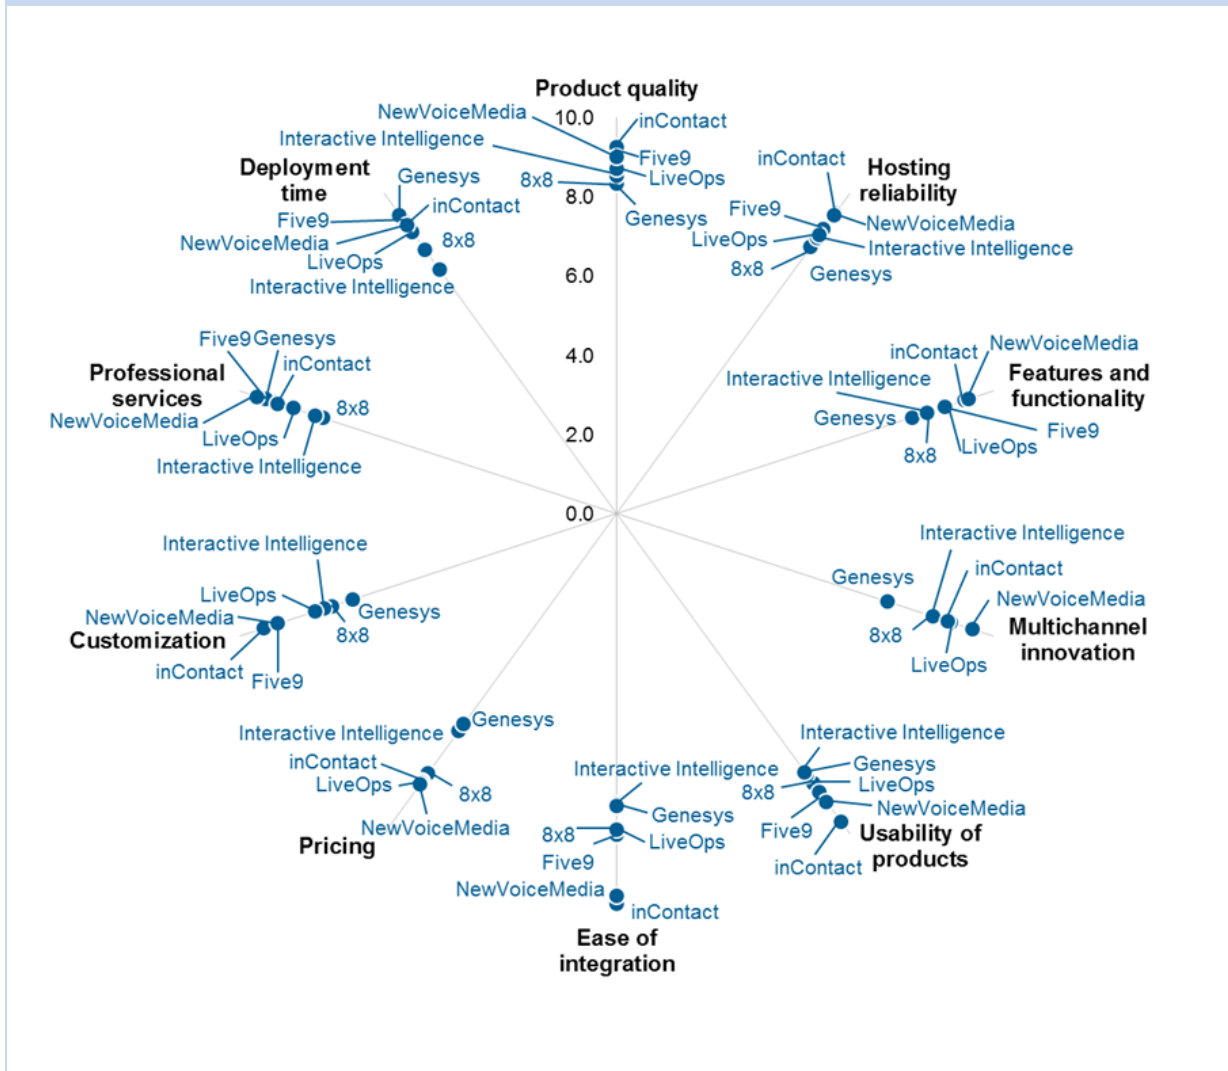 Product quality
NewVoiceMedia
10.0
inContact
Interactive Intelligence
Five9
8x8
8.0
LiveOps
Genesys
Hosting
reliability
inContact
Five9
NewVoiceMedia
LiveOps
Interactive Intelligence
8x8
Genesys
Deployment
time
Genesys
inContact
Five9
NewVoiceMedia
8x8
LiveOps
Interactive Intelligence
6.0
4.0
2.0
0.0
Features and
functionality
NewVoiceMedia
inContact
Interactive Intelligence
Genesys
Five9
LiveOps
8x8
Professional
services
Five9
Genesys
inContact
8x8
NewVoiceMedia
LiveOps
Interactive Intelligence
Multichannel
innovation
Interactive Intelligence
inContact
Genesys
NewVoiceMedia
8x8
LiveOps
Customization
Interactive Intelligence
LiveOps
Genesys
NewVoiceMedia
8x8
inContact
Five9
Pricing
Genesys
Interactive Intelligence
inContact
LiveOps
8x8
NewVoiceMedia
Ease of
integration
Interactive Intelligence
Genesys
8x8
LiveOps
Five9
NewVoiceMedia
inContact
Usability of
products
Interactive Intelligence
Genesys
8x8
LiveOps
NewVoiceMedia
Five9
inContact